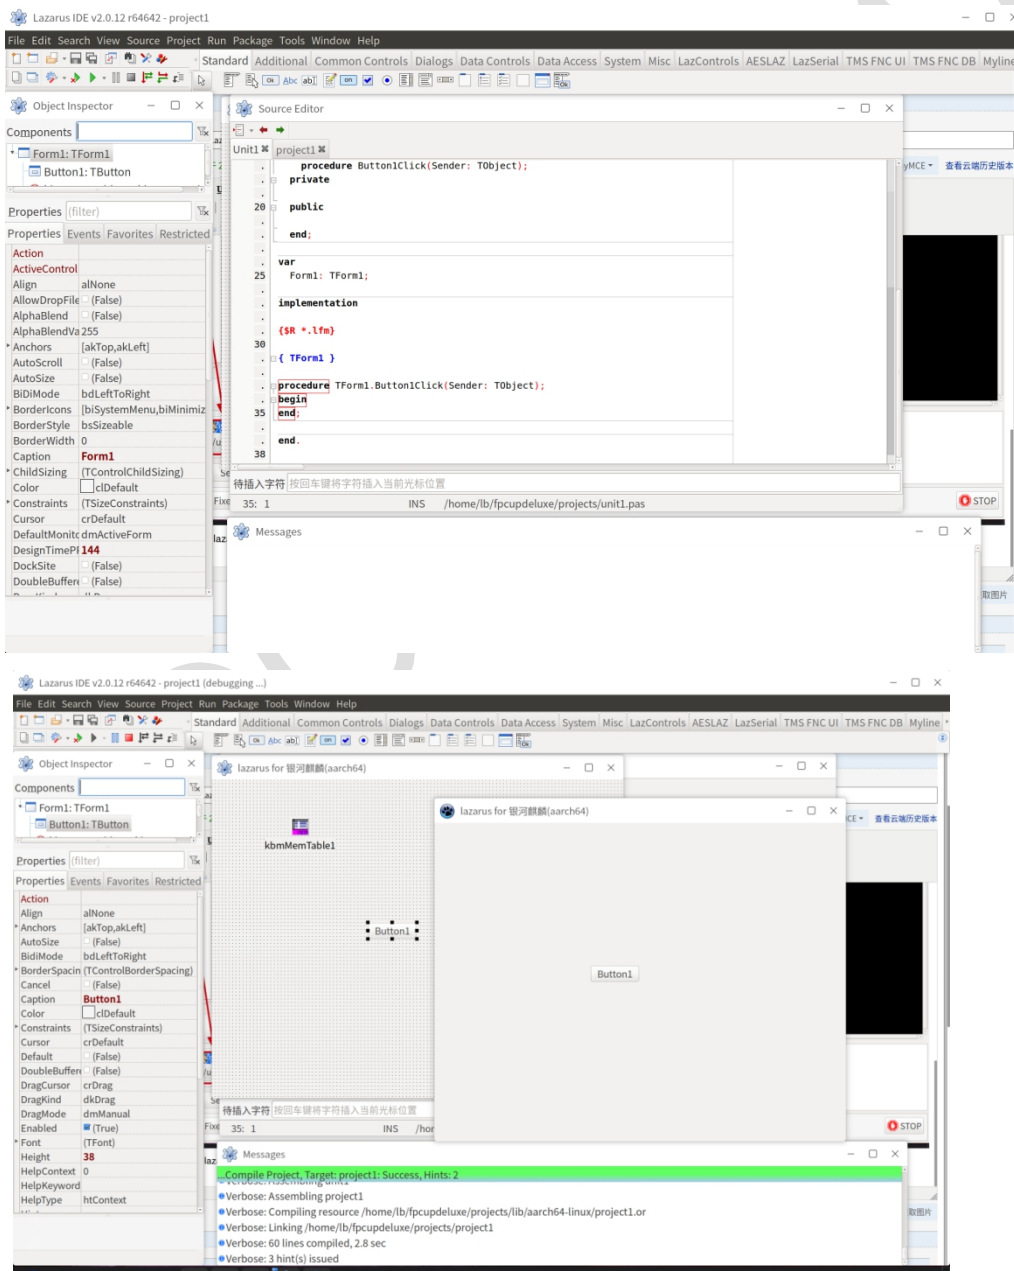 Lazarus IDE v2.0.12 r64642 - project1
File Edit Search View Source Project Run Package Tools Window Help
Standard Additional Common Controls Dialogs Data Controls Data Access System Misc LazControls AESLAZ LazSerial TMS FNC UI TMS FNC DB Myline
Object Inspector
Components
Form1: TForm1
Button1: TButton
Properties (filter)
Properties Events Favorites Restricted
Action
ActiveControl
Align alNone
AllowDropFile (False)
AlphaBlend (False)
AlphaBlendVa 255
Anchors [akTop,akLeft]
AutoScroll (False)
AutoSize (False)
BiDiMode bdLeftToRight
BorderIcons [biSystemMenu,biMinimiz
BorderStyle bsSizeable
BorderWidth 0
Caption Form1
ChildSizing (TControlChildSizing)
Color clDefault
Constraints (TSizeConstraints)
Cursor crDefault
DefaultMonito dmActiveForm
DesignTimePF 144
DockSite (False)
DoubleBuffere (False)
Source Editor
Unit1 project1
procedure Button1Click(Sender: TObject);
private
20 public
end;
var
25 Form1: TForm1;
implementation
{$R *.lfm}
30
{ TForm1 }
procedure TForm1.Button1Click(Sender: TObject);
begin
35 end;
end.
38
待插入字符 按回车键将字符插入当前光标位置
35: 1 INS /home/lb/fpcupdeluxe/projects/unit1.pas
Messages
yMCE 查看云端历史版本
Fixe
STOP
laz
取图片
Lazarus IDE v2.0.12 r64642 - project1 (debugging ...)
File Edit Search View Source Project Run Package Tools Window Help
Standard Additional Common Controls Dialogs Data Controls Data Access System Misc LazControls AESLAZ LazSerial TMS FNC UI TMS FNC DB Myline
Object Inspector
Components
Form1: TForm1
Button1: TButton
Properties (filter)
Properties Events Favorites Restricted
Action
Align alNone
Anchors [akTop,akLeft]
AutoSize (False)
BidiMode bdLeftToRight
BorderSpacin (TControlBorderSpacing)
Cancel (False)
Caption Button1
Color clDefault
Constraints (TSizeConstraints)
Cursor crDefault
Default (False)
DoubleBuffere (False)
DragCursor crDrag
DragKind dkDrag
DragMode dmManual
Enabled (True)
Font (TFont)
Height 38
HelpContext 0
HelpKeyword
HelpType htContext
lazarus for 银河麒麟(aarch64)
kbmMemTable1
Button1
lazarus for 银河麒麟(aarch64)
Button1
待插入字符 按回车键将字符插入当前光标位置
35: 1 INS /hor
CE 查看云端历史版本
Fixe
STOP
laz
取图片
Messages
...Compile Project, Target: project1: Success, Hints: 2
Verbose: Assembling unit1
Verbose: Assembling project1
Verbose: Compiling resource /home/lb/fpcupdeluxe/projects/lib/aarch64-linux/project1.or
Verbose: Linking /home/lb/fpcupdeluxe/projects/project1
Verbose: 60 lines compiled, 2.8 sec
Verbose: 3 hint(s) issued